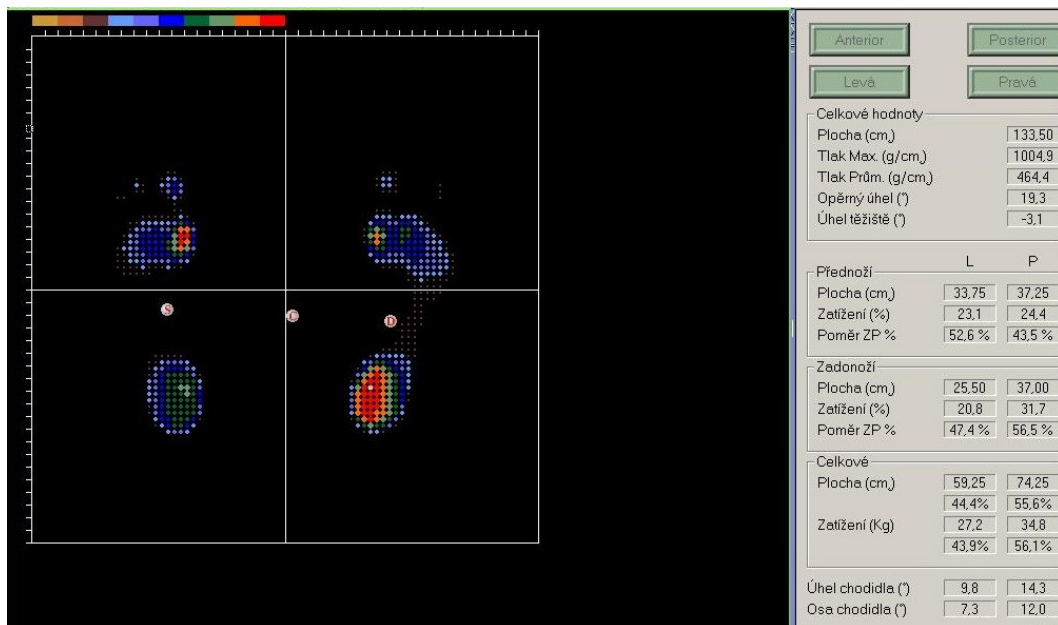 Anterior Posterior
Levá Pravá
Celkové hodnoty
Plocha (cm,) 133,50
Tlak Max. (g/cm,) 1004,9
Tlak Prům. (g/cm,) 464,4
Opěrný úhel (°) 19,3
Úhel těžiště (°) -3,1
L P
Přednoží
Plocha (cm,) 33,75 37,25
Zatížení (%) 23,1 24,4
Poměr ZP % 52,6 % 43,5 %
Zadonoží
Plocha (cm,) 25,50 37,00
Zatížení (%) 20,8 31,7
Poměr ZP % 47,4 % 56,5 %
Celkové
Plocha (cm,) 59,25 74,25
44,4% 55,6%
Zatížení (Kg) 27,2 34,8
43,9% 56,1%
Úhel chodidla (°) 9,8 14,3
Osa chodidla (°) 7,3 12,0
S C D